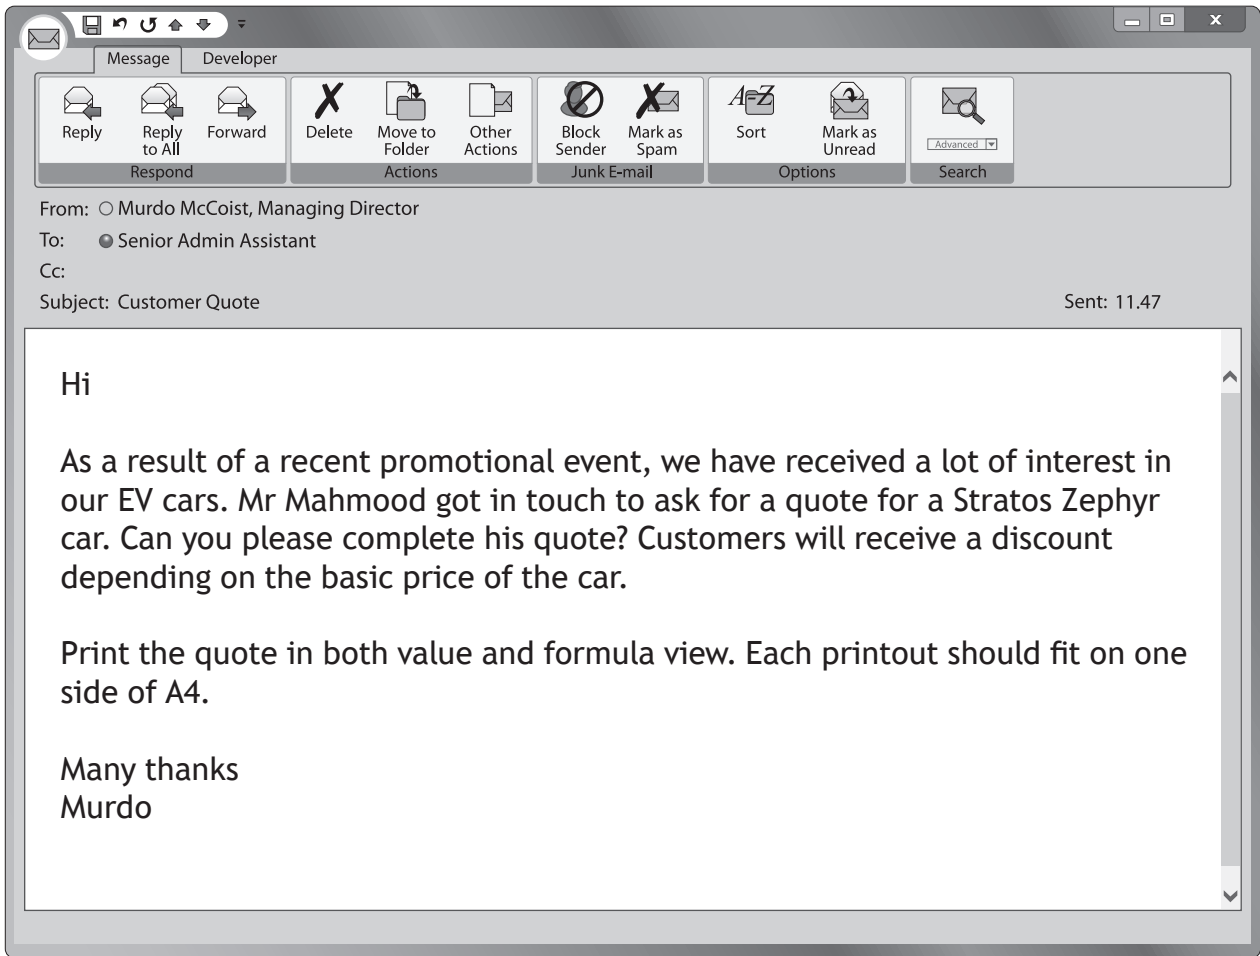 Message Developer
Reply Reply to All Forward Delete Move to Folder Other Actions Block Sender Mark as Spam A-Z Sort Mark as Unread Advanced
Respond Actions Junk E-mail Options Search
From: Murdo McCoist, Managing Director
To: Senior Admin Assistant
Cc:
Subject: Customer Quote Sent: 11.47
Hi
As a result of a recent promotional event, we have received a lot of interest in
our EV cars. Mr Mahmood got in touch to ask for a quote for a Stratos Zephyr
car. Can you please complete his quote? Customers will receive a discount
depending on the basic price of the car.
Print the quote in both value and formula view. Each printout should fit on one
side of A4.
Many thanks
Murdo